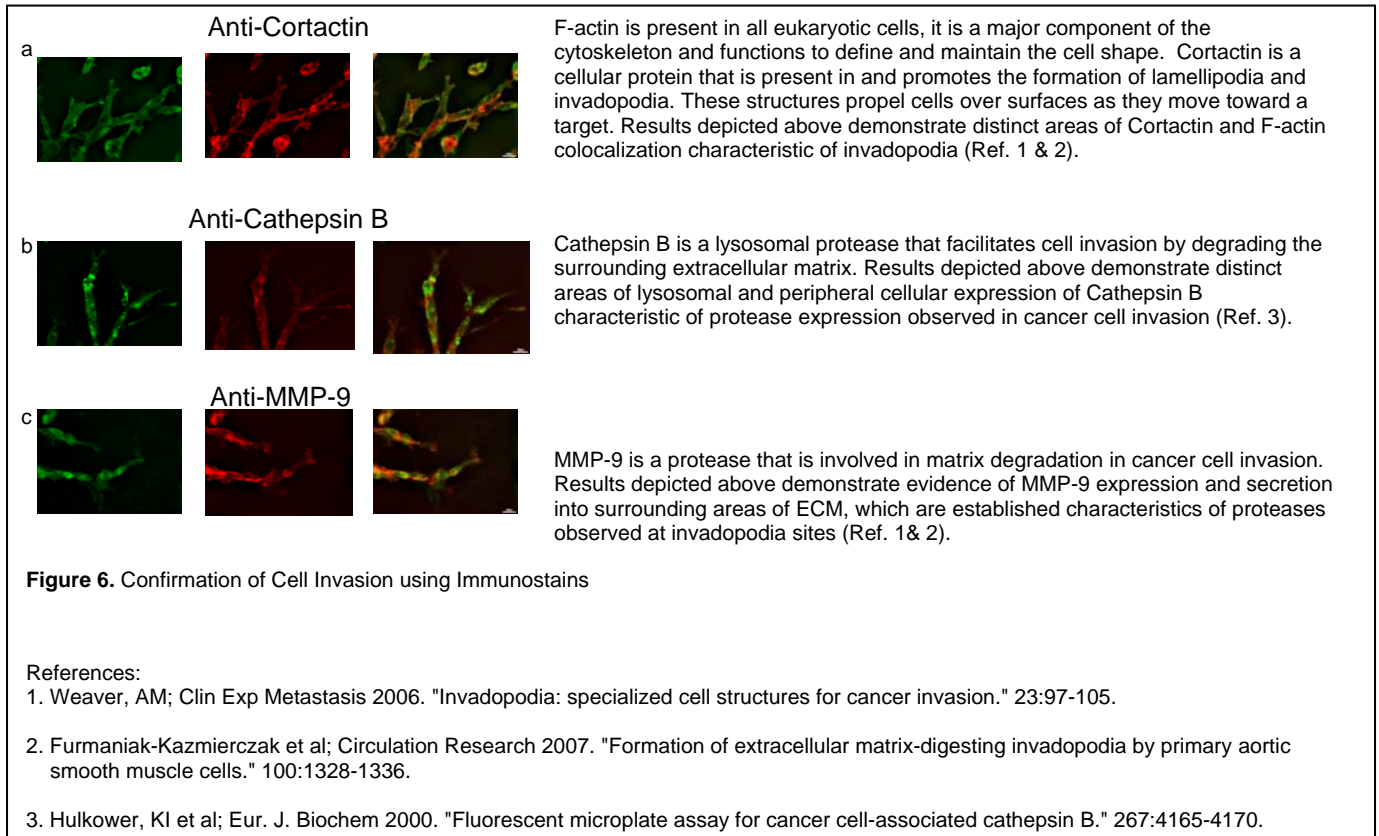 Anti-Cortactin
a
F-actin is present in all eukaryotic cells, it is a major component of the
cytoskeleton and functions to define and maintain the cell shape.  Cortactin is a
cellular protein that is present in and promotes the formation of lamellipodia and
invadopodia. These structures propel cells over surfaces as they move toward a
target. Results depicted above demonstrate distinct areas of Cortactin and F-actin
colocalization characteristic of invadopodia (Ref. 1 & 2).
Anti-Cathepsin B
b
Cathepsin B is a lysosomal protease that facilitates cell invasion by degrading the
surrounding extracellular matrix. Results depicted above demonstrate distinct
areas of lysosomal and peripheral cellular expression of Cathepsin B
characteristic of protease expression observed in cancer cell invasion (Ref. 3).
Anti-MMP-9
c
MMP-9 is a protease that is involved in matrix degradation in cancer cell invasion.
Results depicted above demonstrate evidence of MMP-9 expression and secretion
into surrounding areas of ECM, which are established characteristics of proteases
observed at invadopodia sites (Ref. 1& 2).
Figure 6. Confirmation of Cell Invasion using Immunostains
References:
1. Weaver, AM; Clin Exp Metastasis 2006. "Invadopodia: specialized cell structures for cancer invasion." 23:97-105.
2. Furmaniak-Kazmierczak et al; Circulation Research 2007. "Formation of extracellular matrix-digesting invadopodia by primary aortic
smooth muscle cells." 100:1328-1336.
3. Hulkower, KI et al; Eur. J. Biochem 2000. "Fluorescent microplate assay for cancer cell-associated cathepsin B." 267:4165-4170.